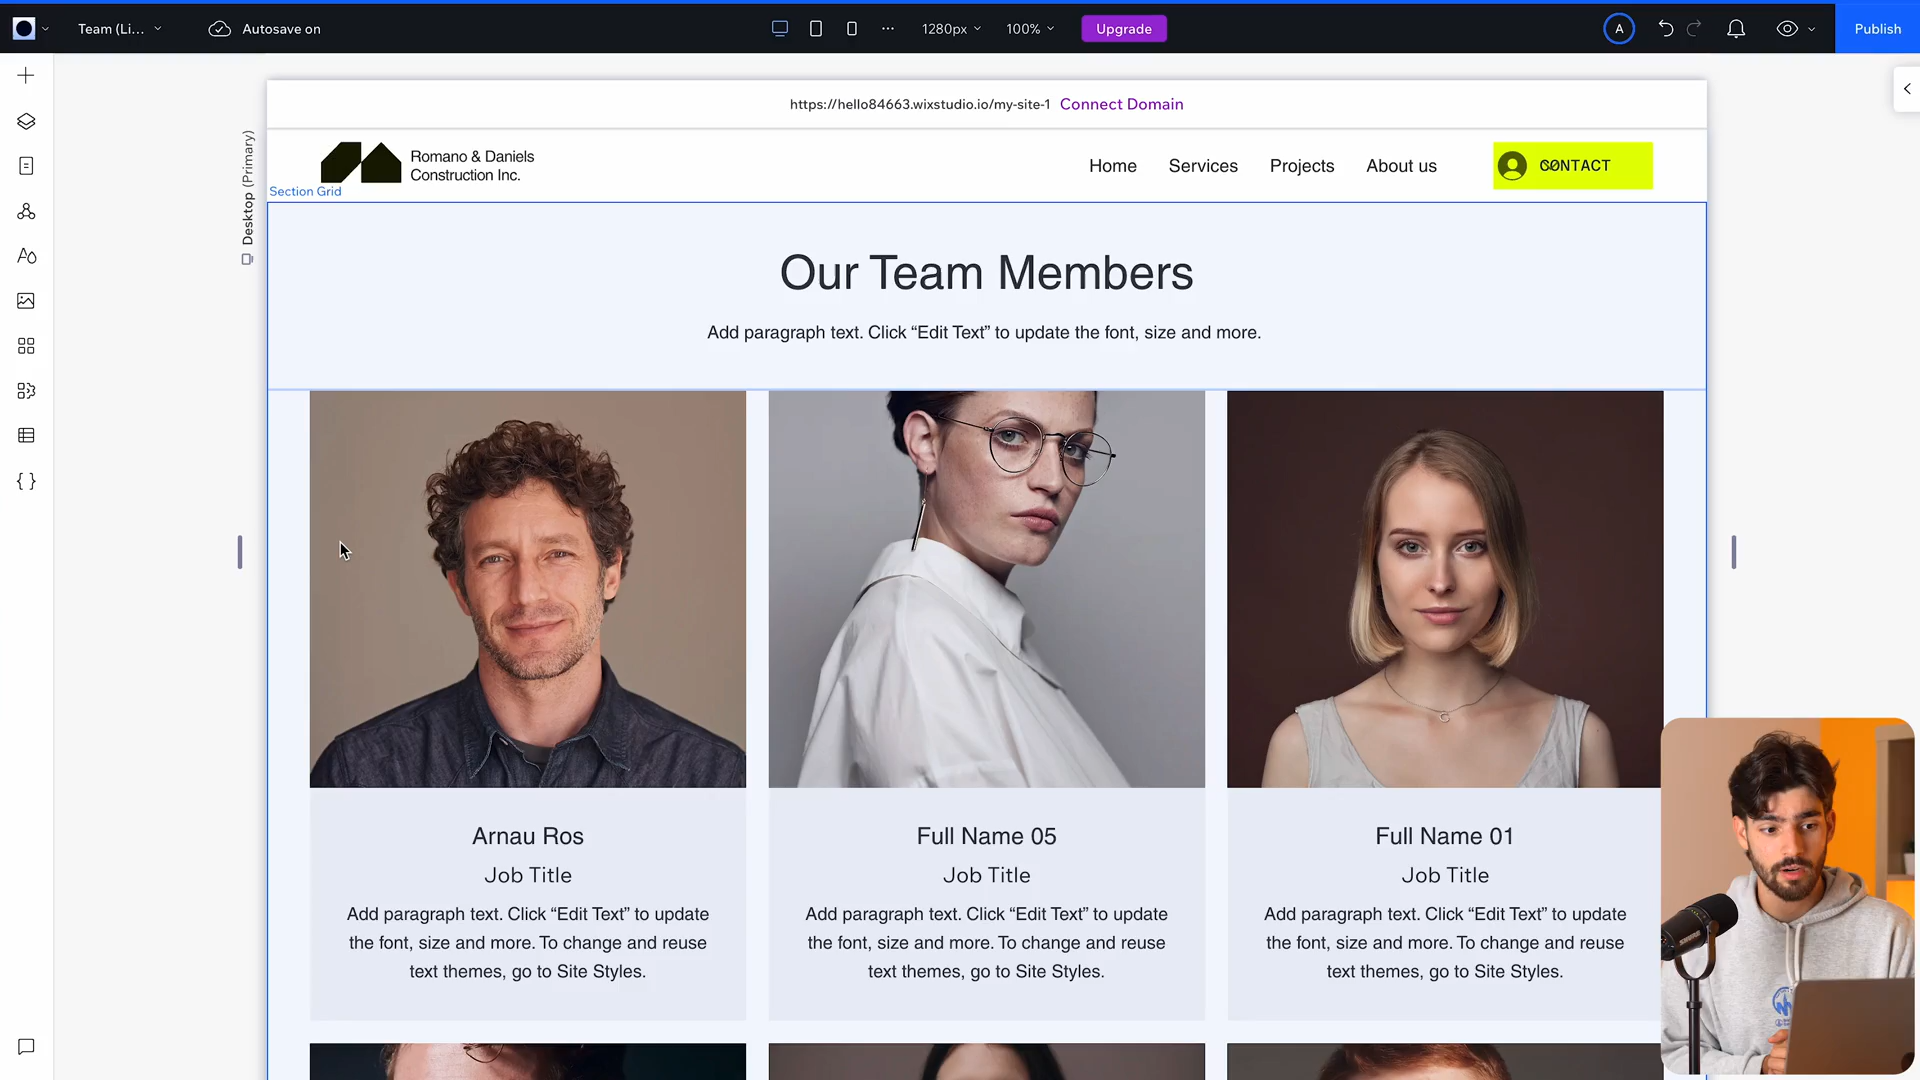 Team (Li...
Autosave on
1280px
100%
Upgrade
A
Publish
https://hello84663.wixstudio.io/my-site-1 Connect Domain
Desktop (Primary)
Romano & Daniels
Construction Inc.
Home
Services
Projects
About us
CONTACT
Section Grid
Our Team Members
Add paragraph text. Click “Edit Text” to update the font, size and more.
Arnau Ros
Job Title
Add paragraph text. Click “Edit Text” to update
the font, size and more. To change and reuse
text themes, go to Site Styles.
Full Name 05
Job Title
Add paragraph text. Click “Edit Text” to update
the font, size and more. To change and reuse
text themes, go to Site Styles.
Full Name 01
Job Title
Add paragraph text. Click “Edit Text” to update
the font, size and more. To change and reuse
text themes, go to Site Styles.